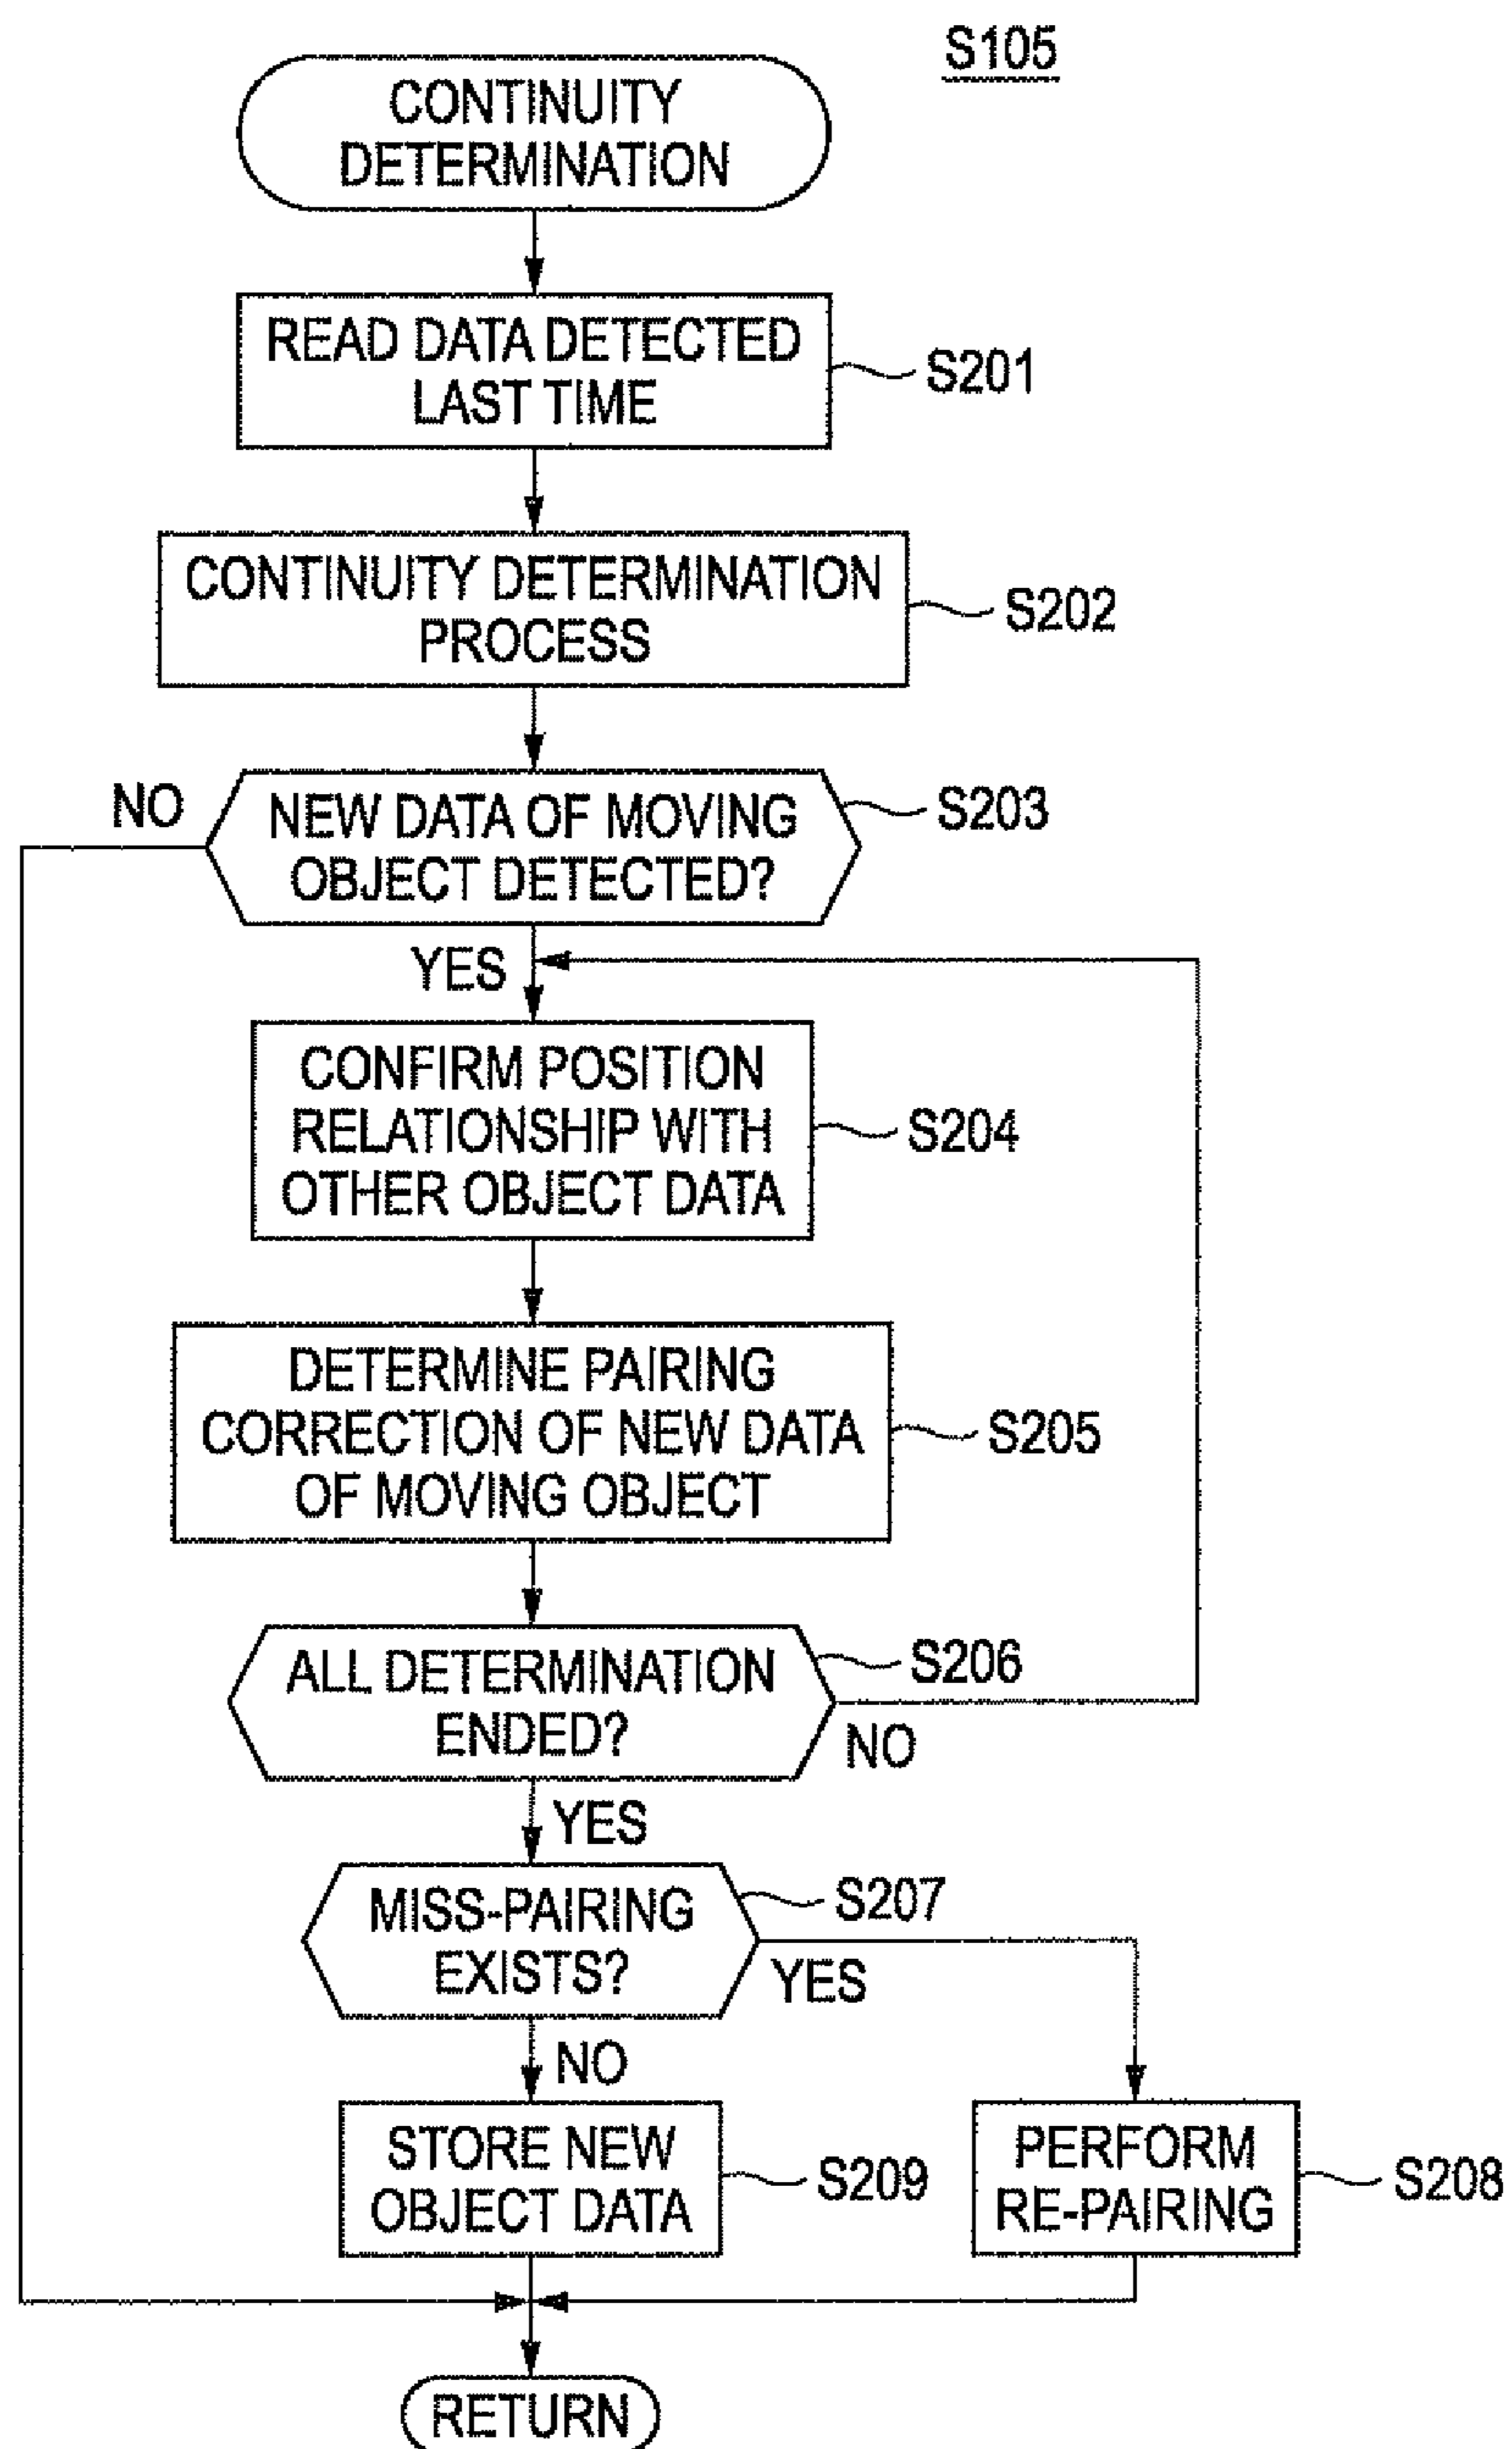 S105
CONTINUITY
DETERMINATION
READ DATA DETECTED
LAST TIME
S201
CONTINUITY DETERMINATION
PROCESS
S202
NO
NEW DATA OF MOVING
OBJECT DETECTED?
S203
YES
CONFIRM POSITION
RELATIONSHIP WITH
OTHER OBJECT DATA
S204
DETERMINE PAIRING
CORRECTION OF NEW DATA
OF MOVING OBJECT
S205
ALL DETERMINATION
ENDED?
S206
NO
YES
MISS-PAIRING
EXISTS?
S207
YES
NO
STORE NEW
OBJECT DATA
S209
PERFORM
RE-PAIRING
S208
RETURN